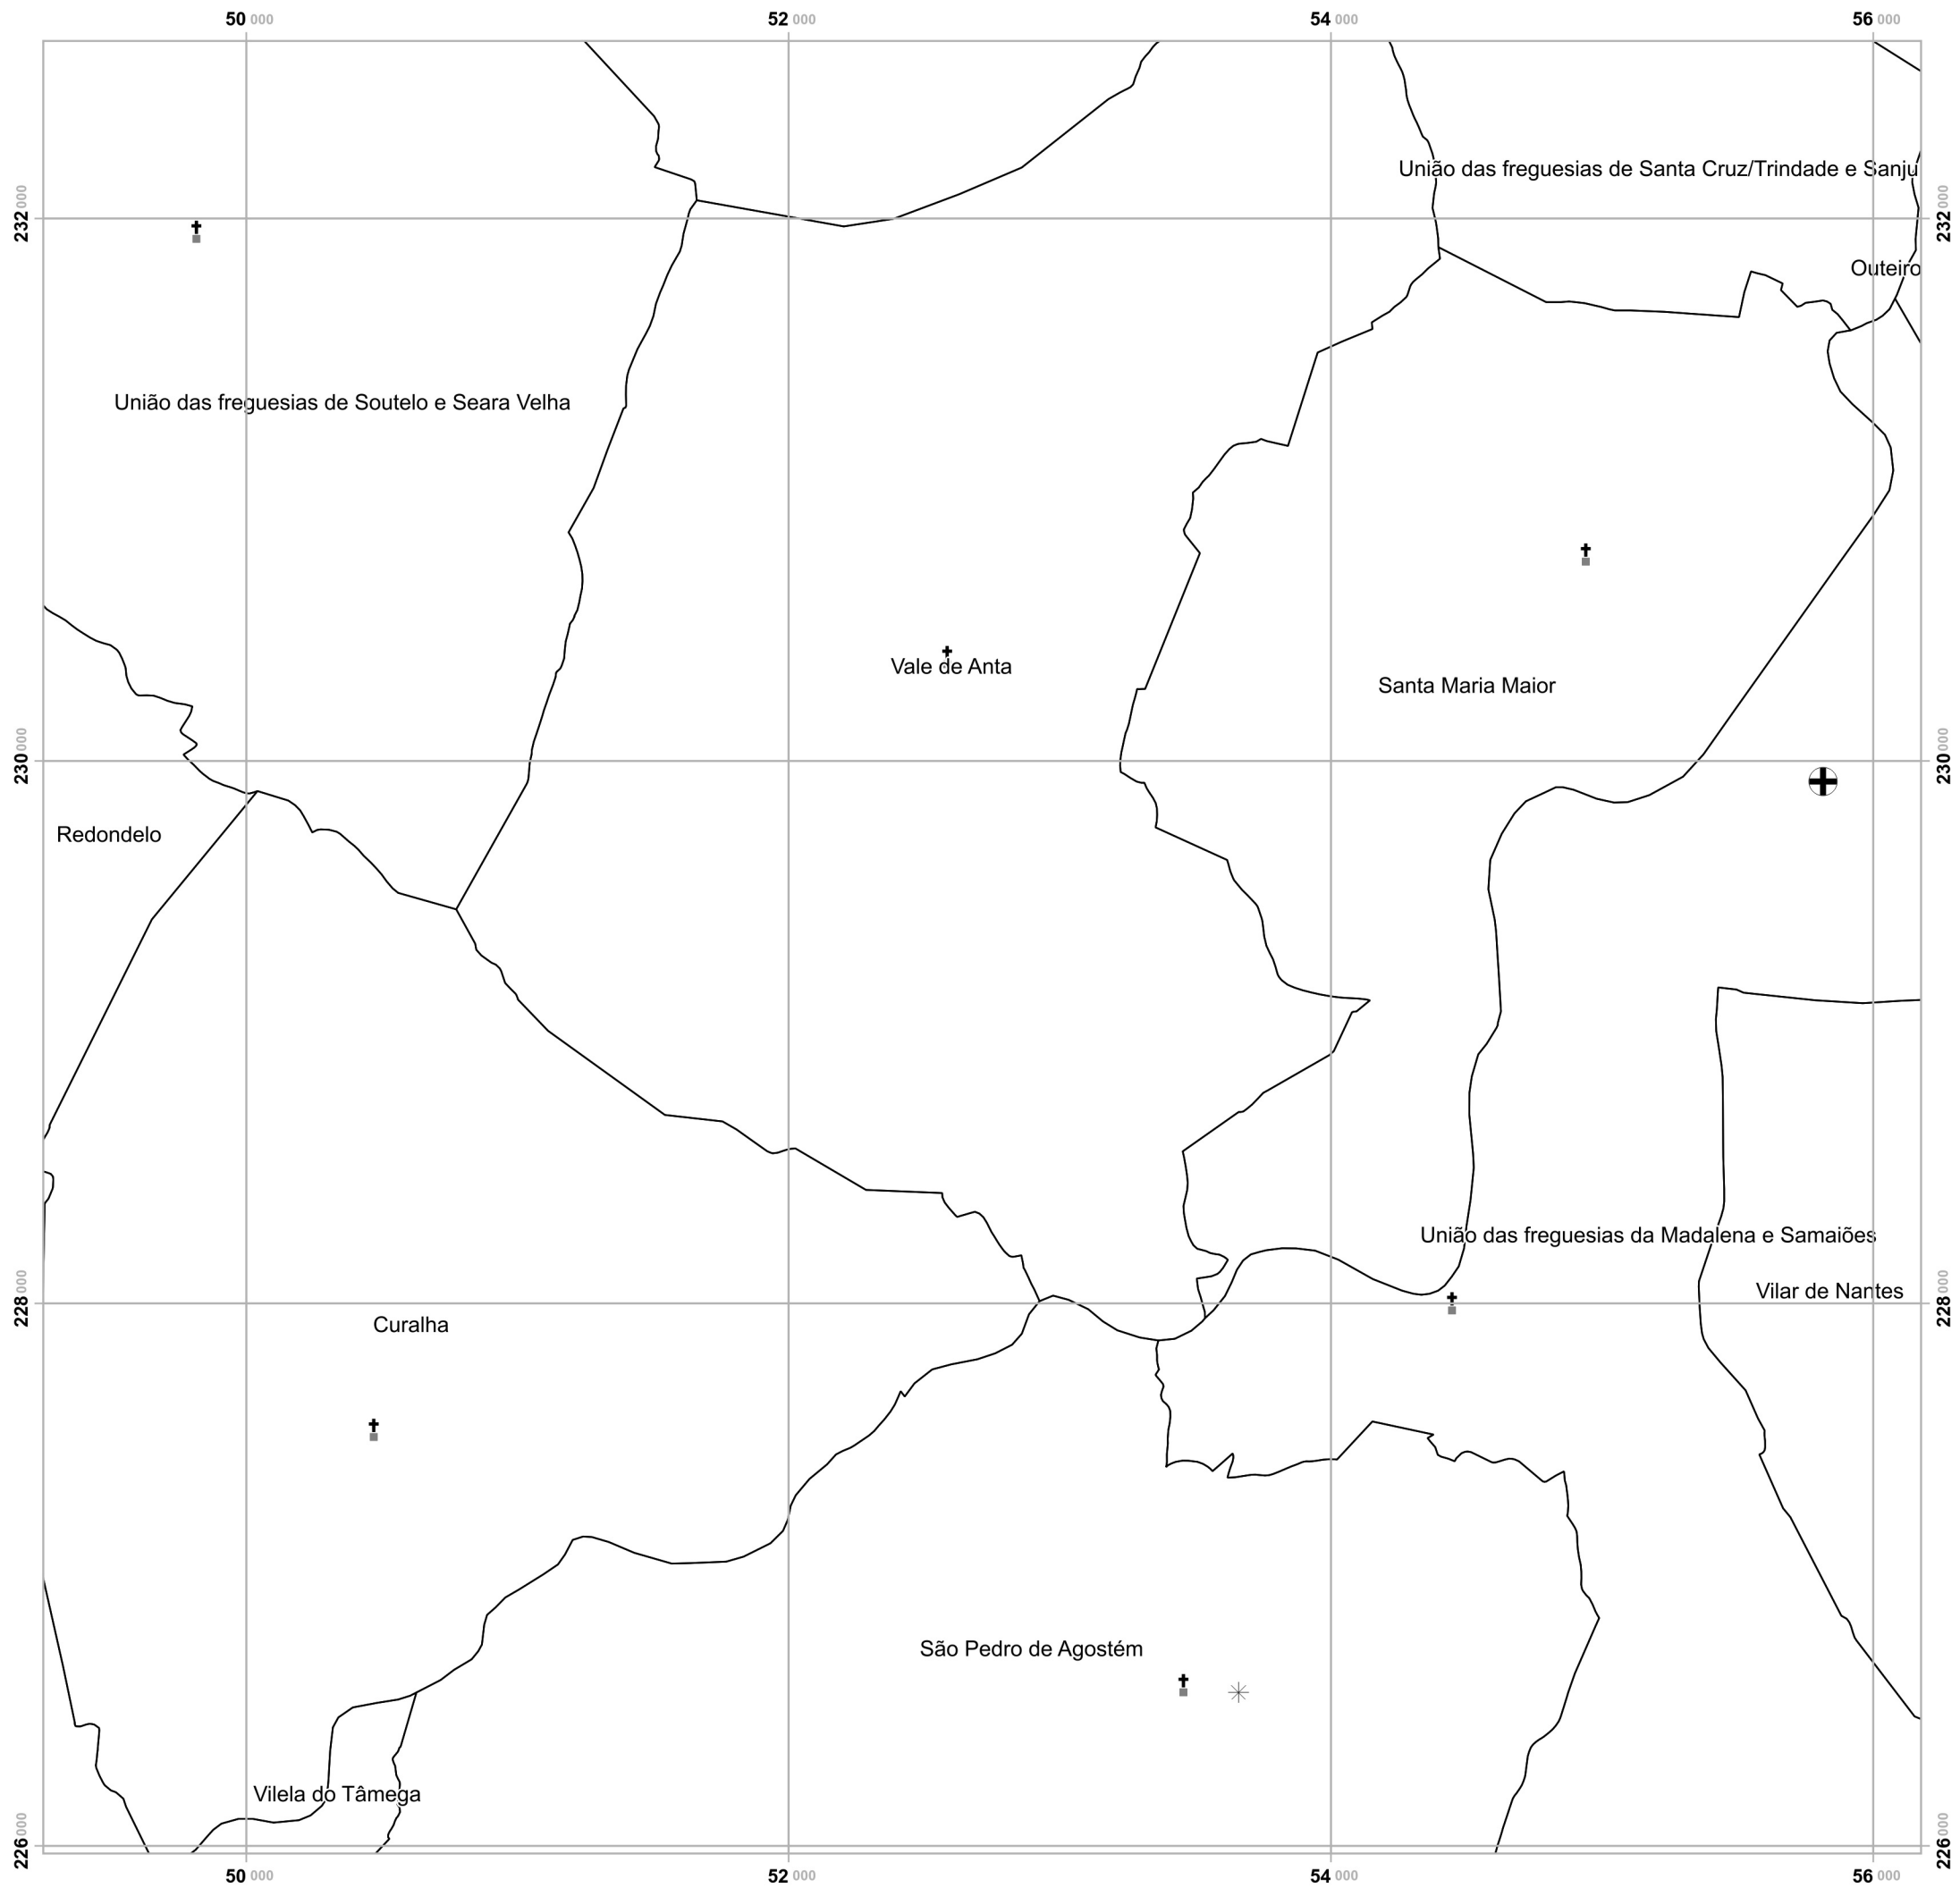 50 000 52 000 54 000 56 000
União das freguesias de Santa Cruz/Trindade e Sanju
232 000 232 000
Outeiro
União das freguesias de Soutelo e Seara Velha
Vale de Anta
Santa Maria Maior
230 000 230 000
Redondelo
União das freguesias da Madalena e Samaiões
Vilar de Nantes
228 000 228 000
Curalha
São Pedro de Agostém
Vilela do Tâmega
226 000 226 000
50 000 52 000 54 000 56 000